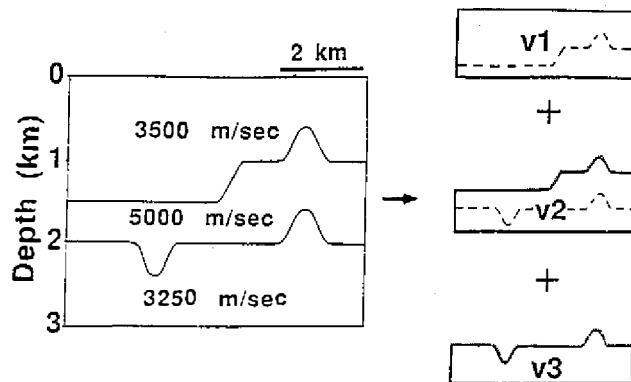 2 km
0
3500 m/sec
1
5000 m/sec
2
3250 m/sec
3
Depth (km)
v1
+
v2
+
v3